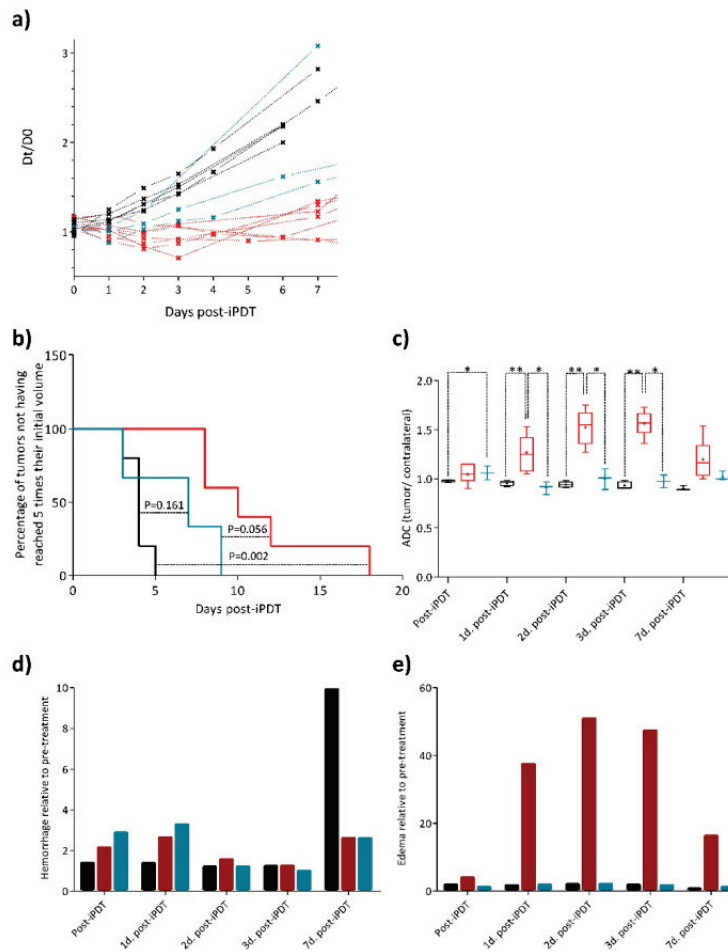 a)
3
2
1
Dt/D0
0 1 2 3 4 5 6 7
Days post-iPDT
b)
150
100
50
0
Percentage of tumors not having
reached 5 times their initial volume
P=0.161
P=0.056
P=0.002
0 5 10 15 20
Days post-iPDT
c)
* ** * ** * ** *
2.0
1.5
1.0
0.5
0.0
ADC (tumor/ contralateral)
Post-iPDT
1d. post-iPDT
2d. post-iPDT
3d. post-iPDT
7d. post-iPDT
d)
10
8
6
4
2
0
Hemorrhage relative to pre-treatment
Post-iPDT
1d. post-iPDT
2d. post-iPDT
3d. post-iPDT
7d. post-iPDT
e)
60
40
20
0
Edema relative to pre-treatment
Post-iPDT
1d. post-iPDT
2d. post-iPDT
3d. post-iPDT
7d. post-iPDT